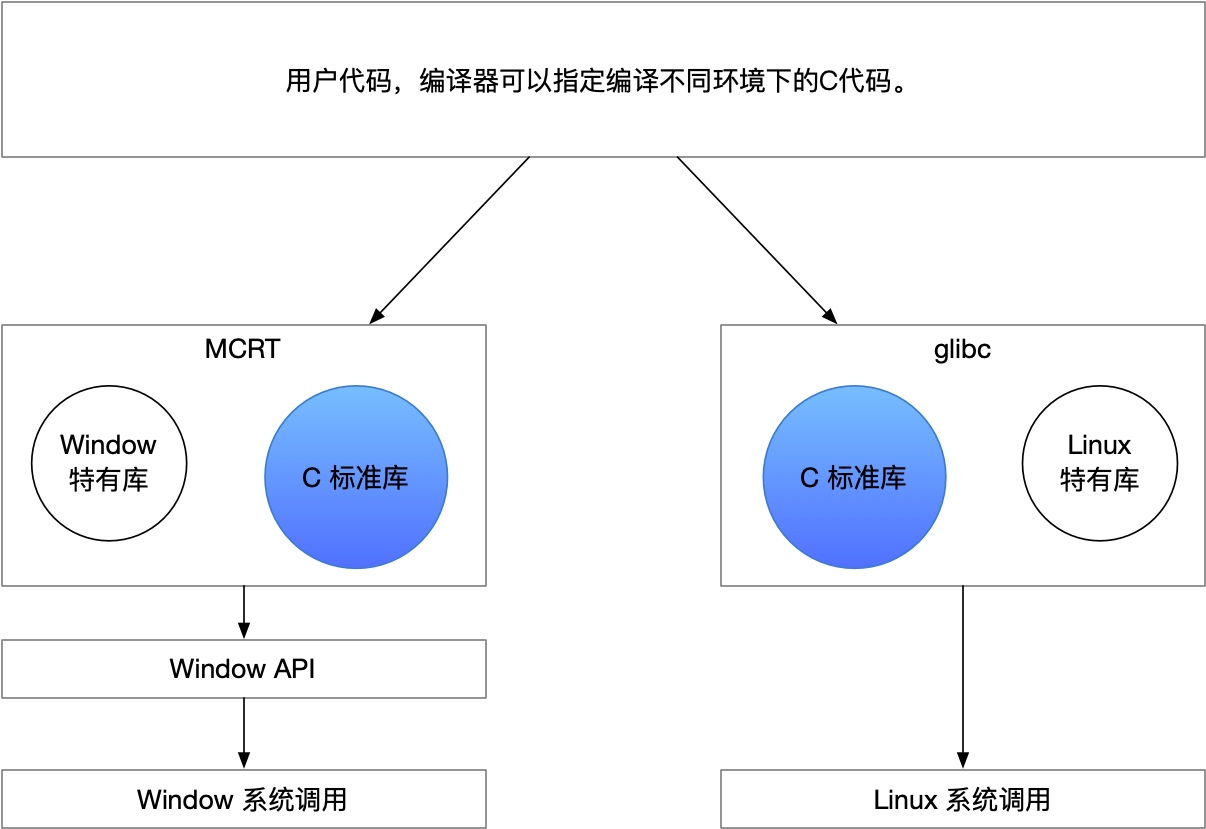 用户代码，编译器可以指定编译不同环境下的C代码。
MCRT
Window
特有库
C 标准库
glibc
C 标准库
Linux
特有库
Window API
Window 系统调用
Linux 系统调用